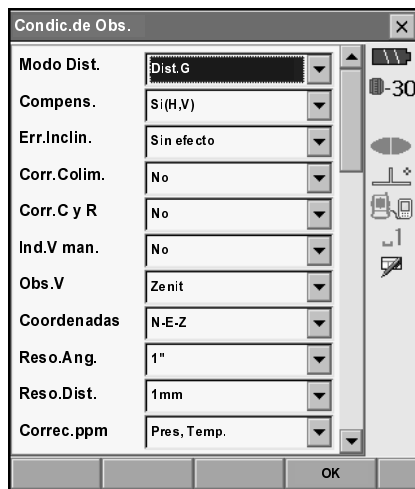 Condic.de Obs.
Modo Dist. Dist.G
Compens. Si(H,V)
Err.Inclin. Sin efecto
Corr.Colim. No
Corr.C y R No
Ind.V man. No
Obs.V Zenit
Coordenadas N-E-Z
Reso.Ang. 1"
Reso.Dist. 1mm
Correc.ppm Pres, Temp.
OK
-30
1